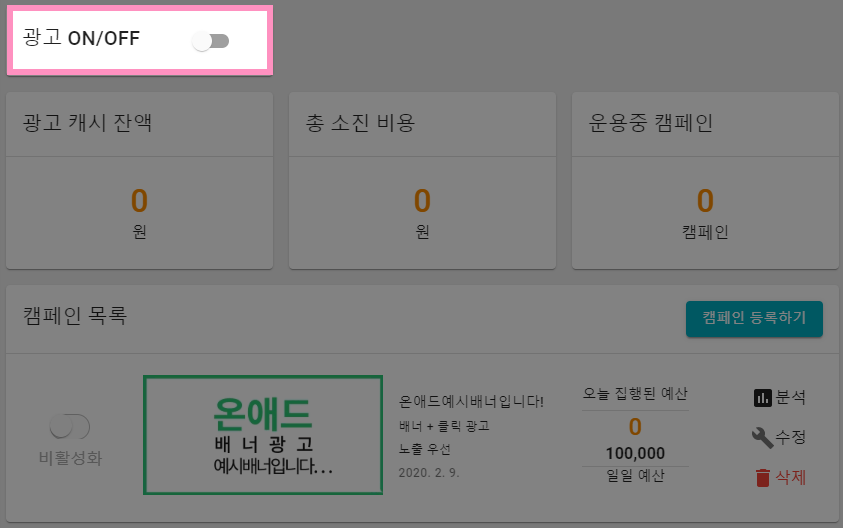 광고 ON/OFF
광고 캐시 잔액
0
원
총 소진 비용
0
원
운용중 캠페인
0
캠페인
캠페인 목록
캠페인 등록하기
비활성화
온애드
배너광고
예시배너입니다...
온애드예시배너입니다!
배너 + 클릭 광고
노출 우선
2020. 2. 9.
오늘 집행된 예산
0
100,000
일일 예산
분석
수정
삭제